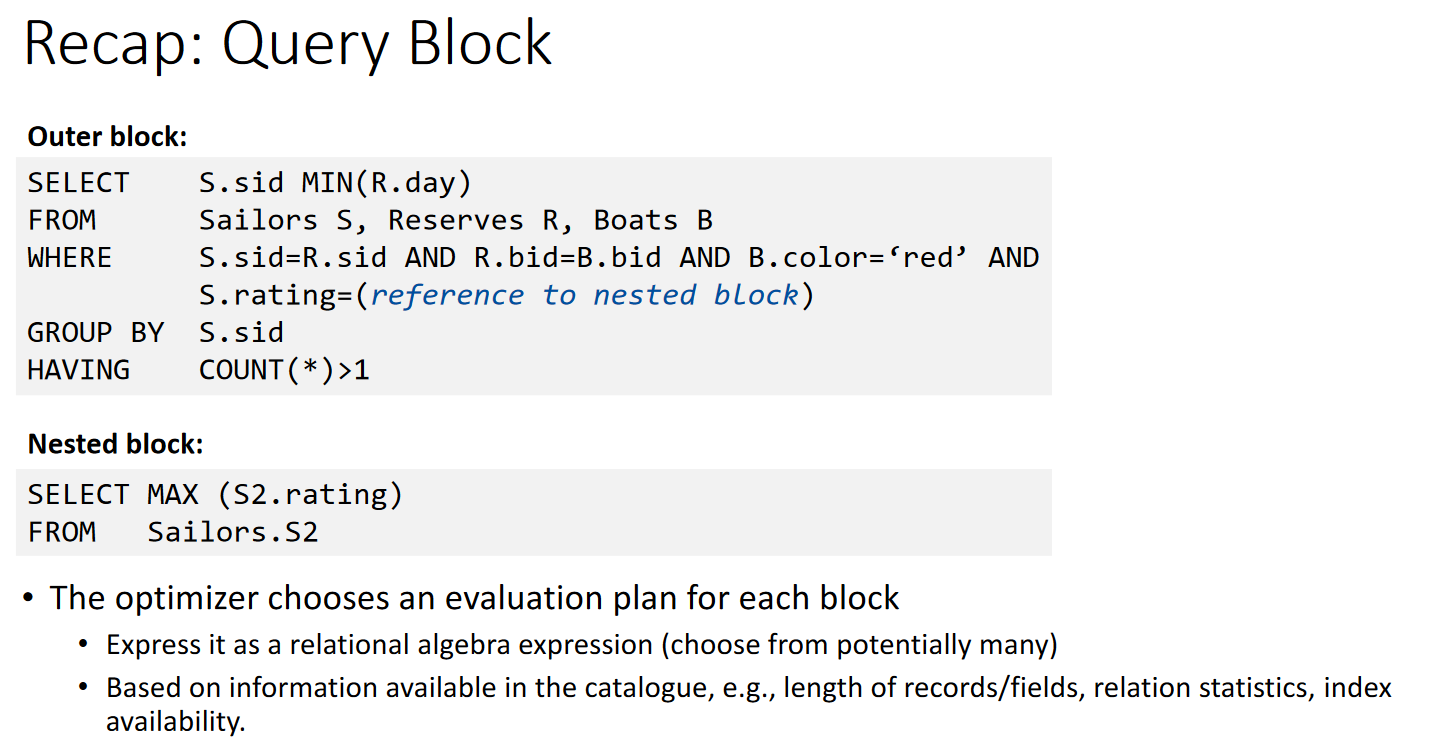 Recap: Query Block
Outer block:
SELECT S.sid MIN(R.day)
FROM Sailors S, Reserves R, Boats B
WHERE S.sid=R.sid AND R.bid=B.bid AND B.color=‘red’ AND
S.rating=(reference to nested block)
GROUP BY S.sid
HAVING COUNT(*)>1
Nested block:
SELECT MAX (S2.rating)
FROM Sailors.S2
• The optimizer chooses an evaluation plan for each block
• Express it as a relational algebra expression (choose from potentially many)
• Based on information available in the catalogue, e.g., length of records/fields, relation statistics, index
availability.